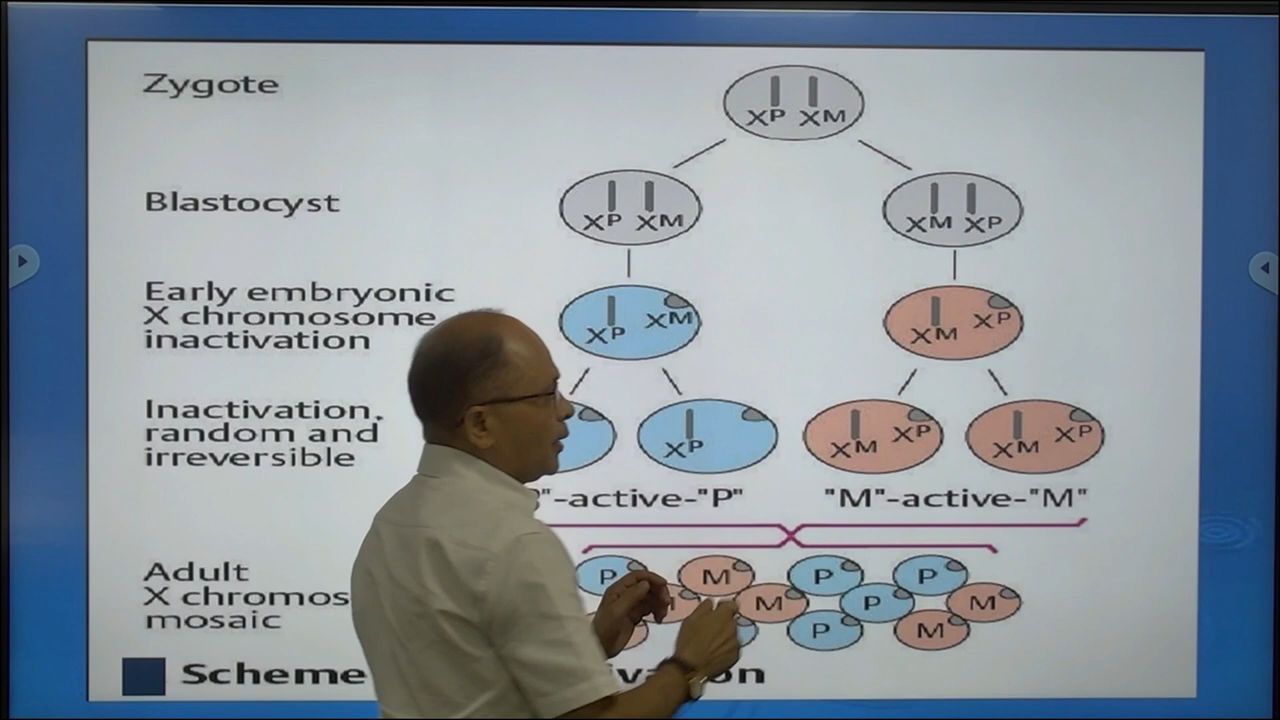 Zygote
XP XM
Blastocyst
XP XM
XM XP
Early embryonic
X chromosome
inactivation
XP XM
XM XP
Inactivation,
random and
irreversible
XP
XM XP
XM XP
"-active-"P"
"M"-active-"M"
Adult
X chromos
mosaic
P M P P
M P M
P M
Scheme